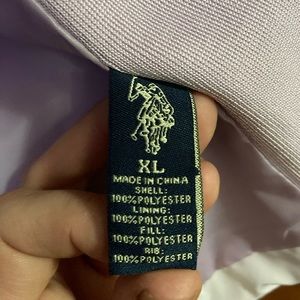 XL
MADE IN CHINA
SHELL:
100%POLYESTER
LINING:
100%POLYESTER
FILL:
100%POLYESTER
RIB:
100%POLYESTER